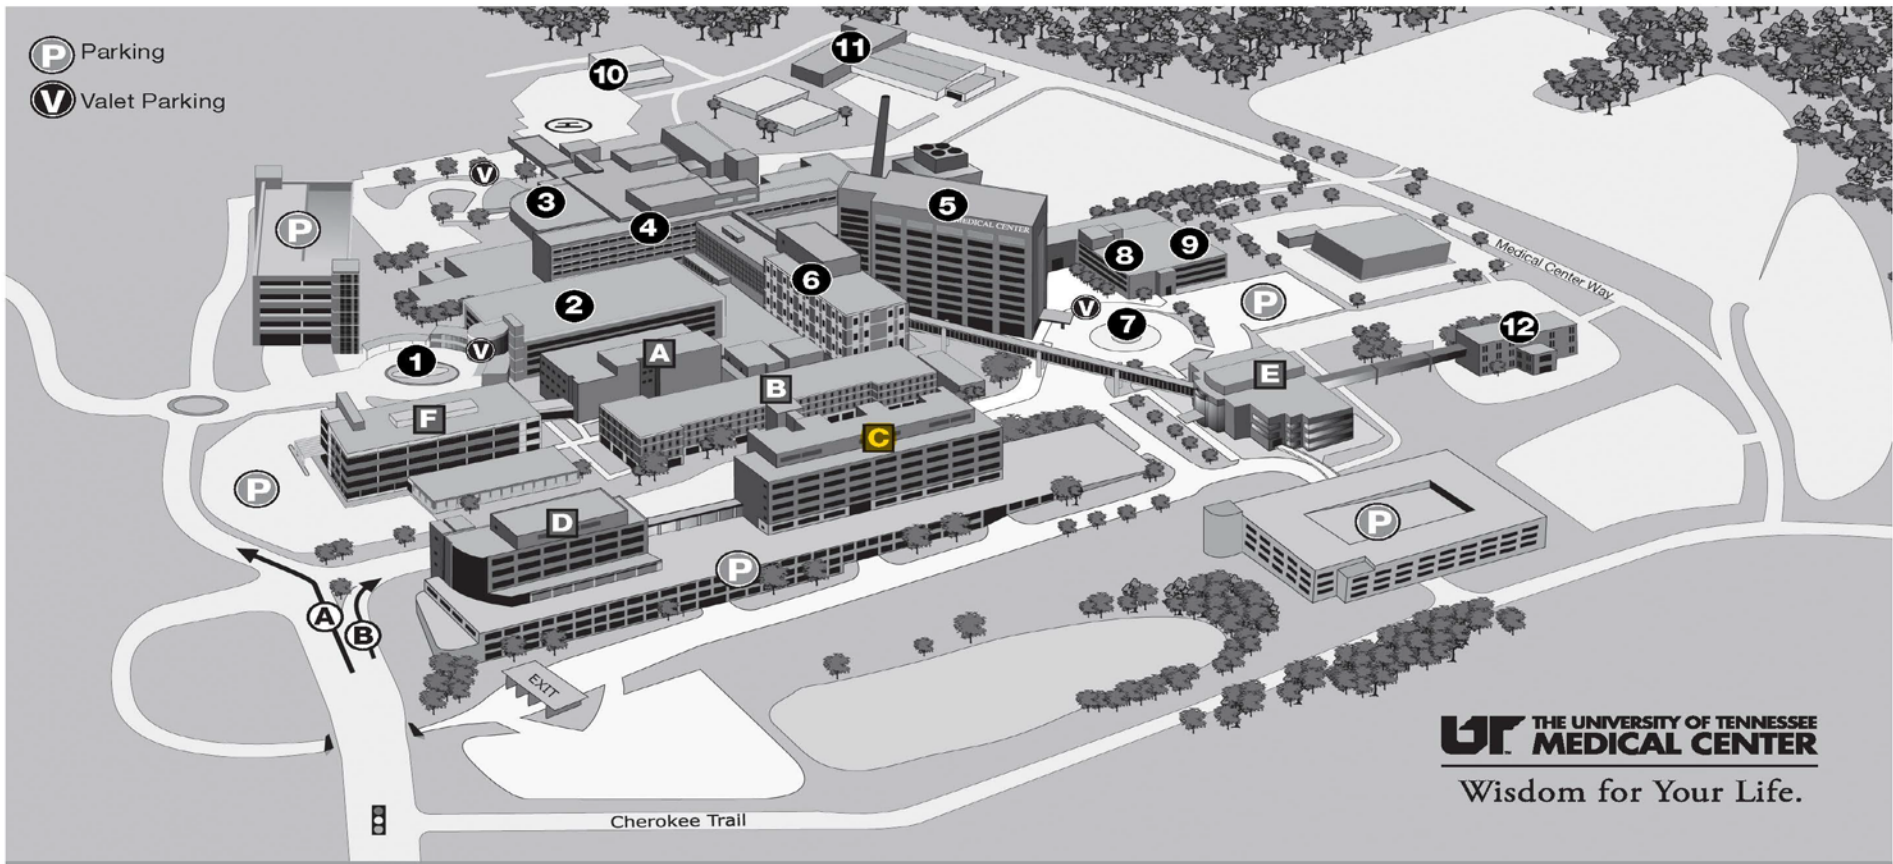 P Parking
V Valet Parking
11
10
V
3
4
5
MEDICAL CENTER
P
8
9
6
2
Medical Center Way
V
7
P
12
1
V
A
B
E
F
C
P
D
P
P
A
B
EXIT
UT THE UNIVERSITY OF TENNESSEE
MEDICAL CENTER
Wisdom for Your Life.
Cherokee Trail
H